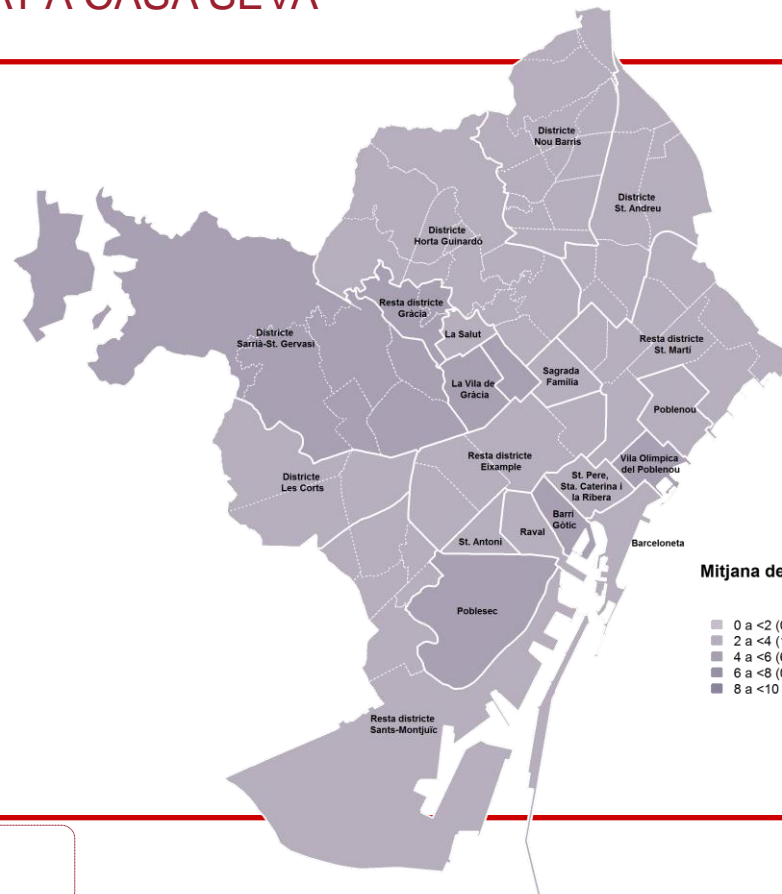 A CASA SEVA
Districte
Nou Barris
Districte
St. Andreu
Districte
Horta Guinardó
Resta districte
Gràcia
La Salut
Districte
Sarrià-St. Gervasi
Resta districte
St. Martí
Sagrada
Família
La Vila de
Gràcia
Poblenou
Resta districte
Eixample
Vila Olímpica
del Poblenou
Districte
Les Corts
St. Pere,
Sta. Caterina i
la Ribera
Barri
Gòtic
Raval
St. Antoni
Barceloneta
Poblesec
Resta districte
Sants-Montjuïc
Mitjana de
0 a <2 (
2 a <4 (
4 a <6 (
6 a <8 (
8 a <10